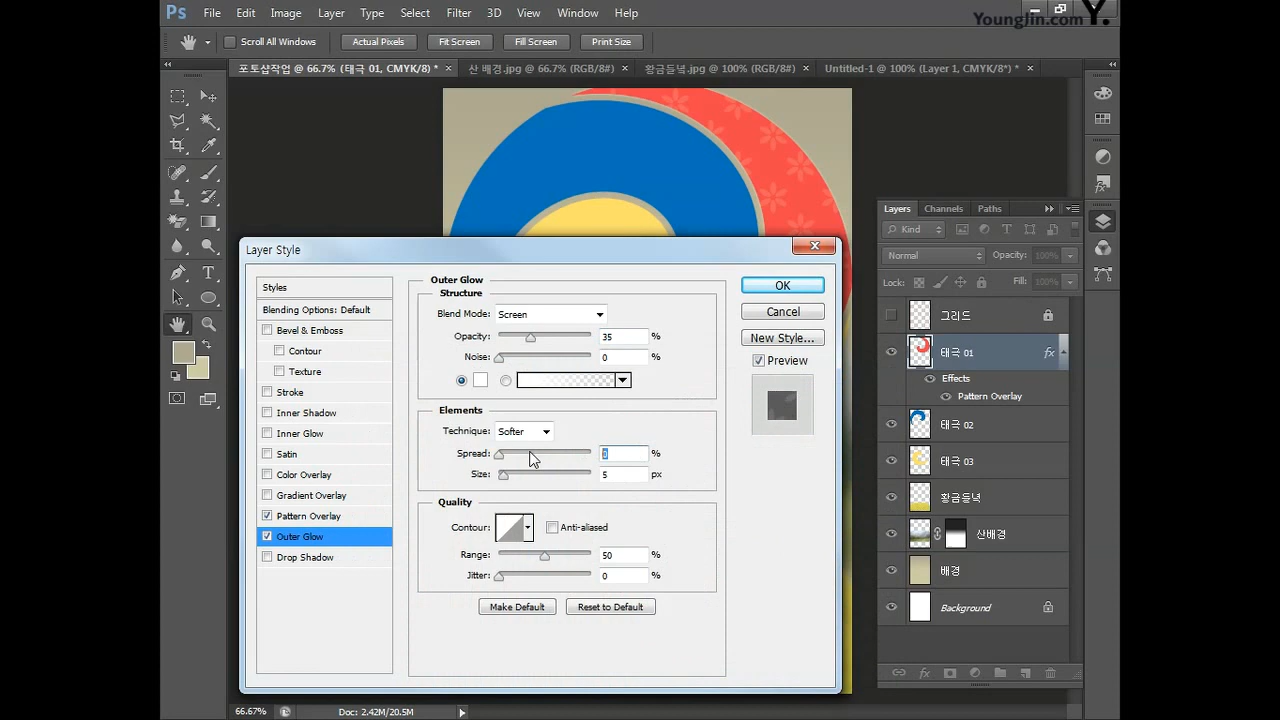 Ps File Edit Image Layer Type Select Filter 3D View Window Help
YoungJin.com Y.
Scroll All Windows Actual Pixels Fit Screen Fill Screen Print Size
포토샵작업 @ 66.7% (태극 01, CMYK/8) * × 산 배경.jpg @ 66.7% (RGB/8#) × 황금들녘.jpg @ 100% (RGB/8#) × Untitled-1 @ 100% (Layer 1, CMYK/8*) * ×
Layer Style
Styles
Blending Options: Default
Bevel & Emboss
Contour
Texture
Stroke
Inner Shadow
Inner Glow
Satin
Color Overlay
Gradient Overlay
Pattern Overlay
Outer Glow
Drop Shadow
Outer Glow
Structure
Blend Mode: Screen
Opacity: 35 %
Noise: 0 %
Elements
Technique: Softer
Spread: 0 %
Size: 5 px
Quality
Contour: Anti-aliased
Range: 50 %
Jitter: 0 %
Make Default Reset to Default
OK
Cancel
New Style...
Preview
Layers Channels Paths
Kind
Normal Opacity: 100%
Lock: Fill: 100%
그리드
태극 01 fx
Effects
Pattern Overlay
태극 02
태극 03
황금들녘
산배경
배경
Background
fx
66.67% Doc: 2.42M/20.5M